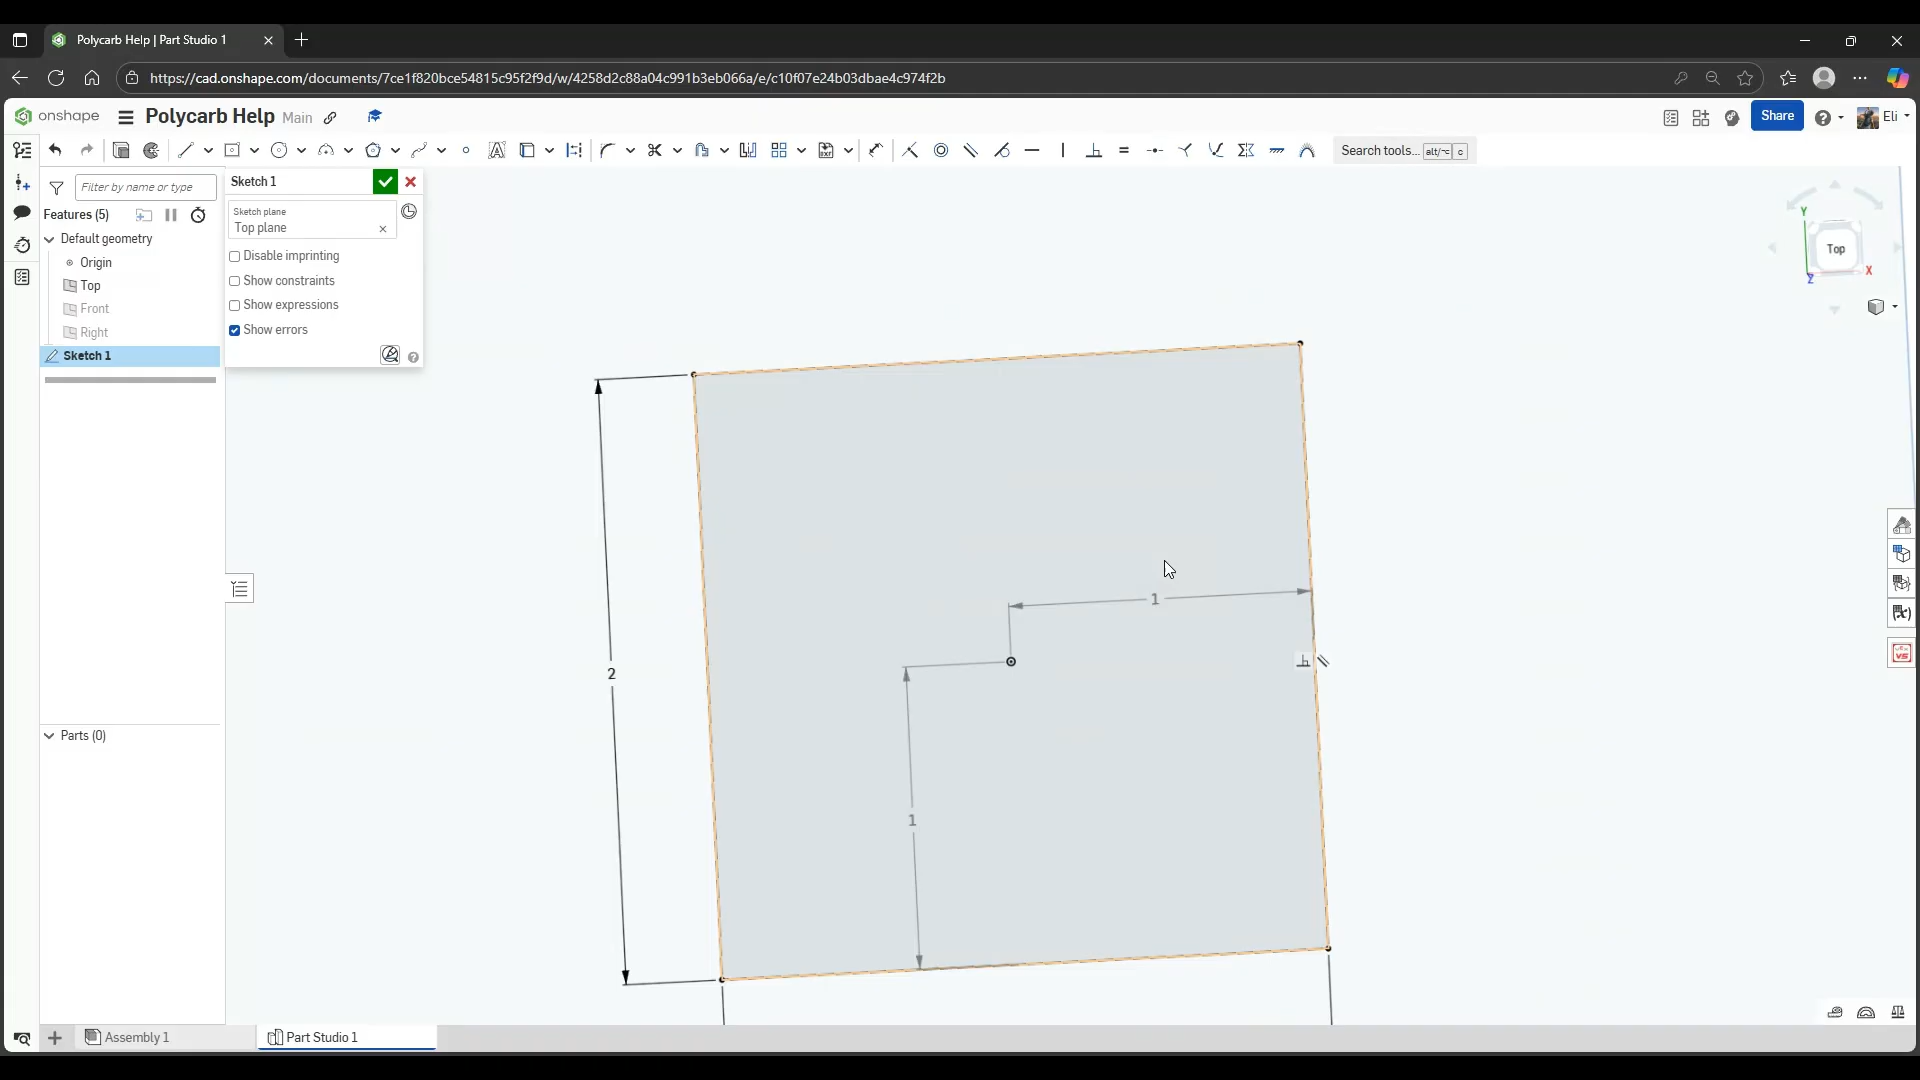 Polycarb Help | Part Studio 1
https://cad.onshape.com/documents/7ce1f820bce54815c95f2f9d/w/4258d2c88a04c991b3eb066a/e/c10f07e24b03dbae4c974f2b
onshape
Polycarb Help Main
Share
Eli
Search tools... alt/⌥ c
Filter by name or type
Features (5)
Default geometry
Origin
Top
Front
Right
Sketch 1
Parts (0)
Sketch 1
Sketch plane
Top plane
Disable imprinting
Show constraints
Show expressions
Show errors
2
1
1
Y
Top
X
Z
Assembly 1
Part Studio 1